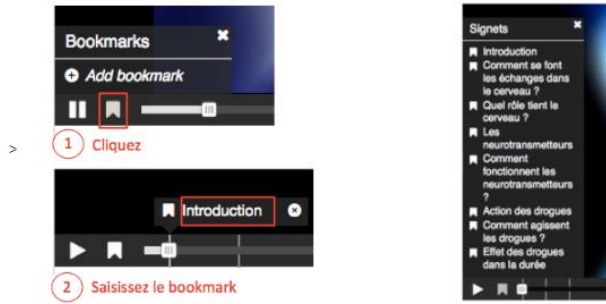 Bookmarks
Add bookmark
1 Cliquez
>
Introduction
2 Saisissez le bookmark
Signets
Introduction
Comment se font
les échanges dans
le cerveau ?
Quel rôle tient le
cerveau ?
Les
neurotransmetteurs
Comment
fonctionnent les
neurotransmetteurs
?
Action des drogues
Comment agissent
les drogues ?
Effet des drogues
dans la durée